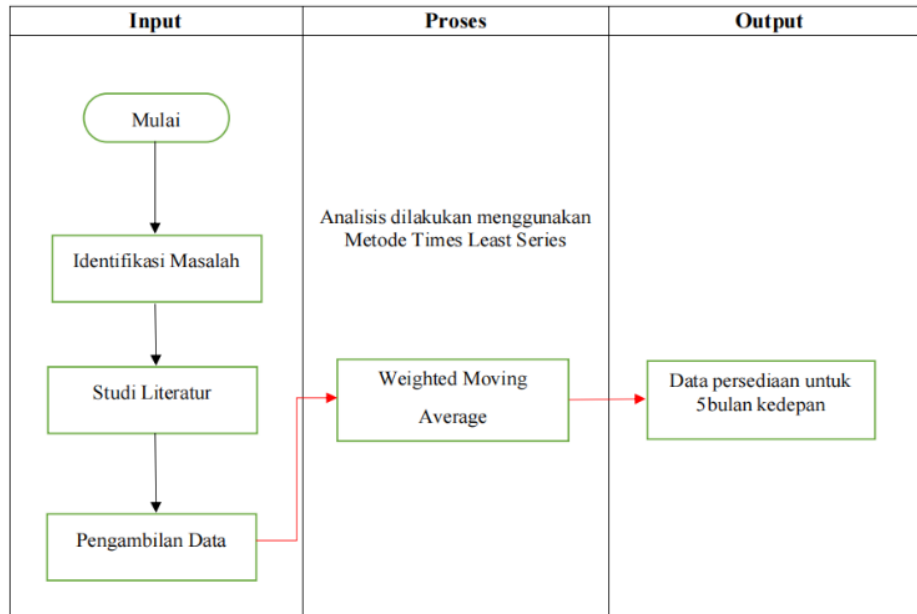 Input
Proses
Output
Mulai
Identifikasi Masalah
Studi Literatur
Pengambilan Data
Analisis dilakukan menggunakan
Metode Times Least Series
Weighted Moving
Average
Data persediaan untuk
5bulan kedepan